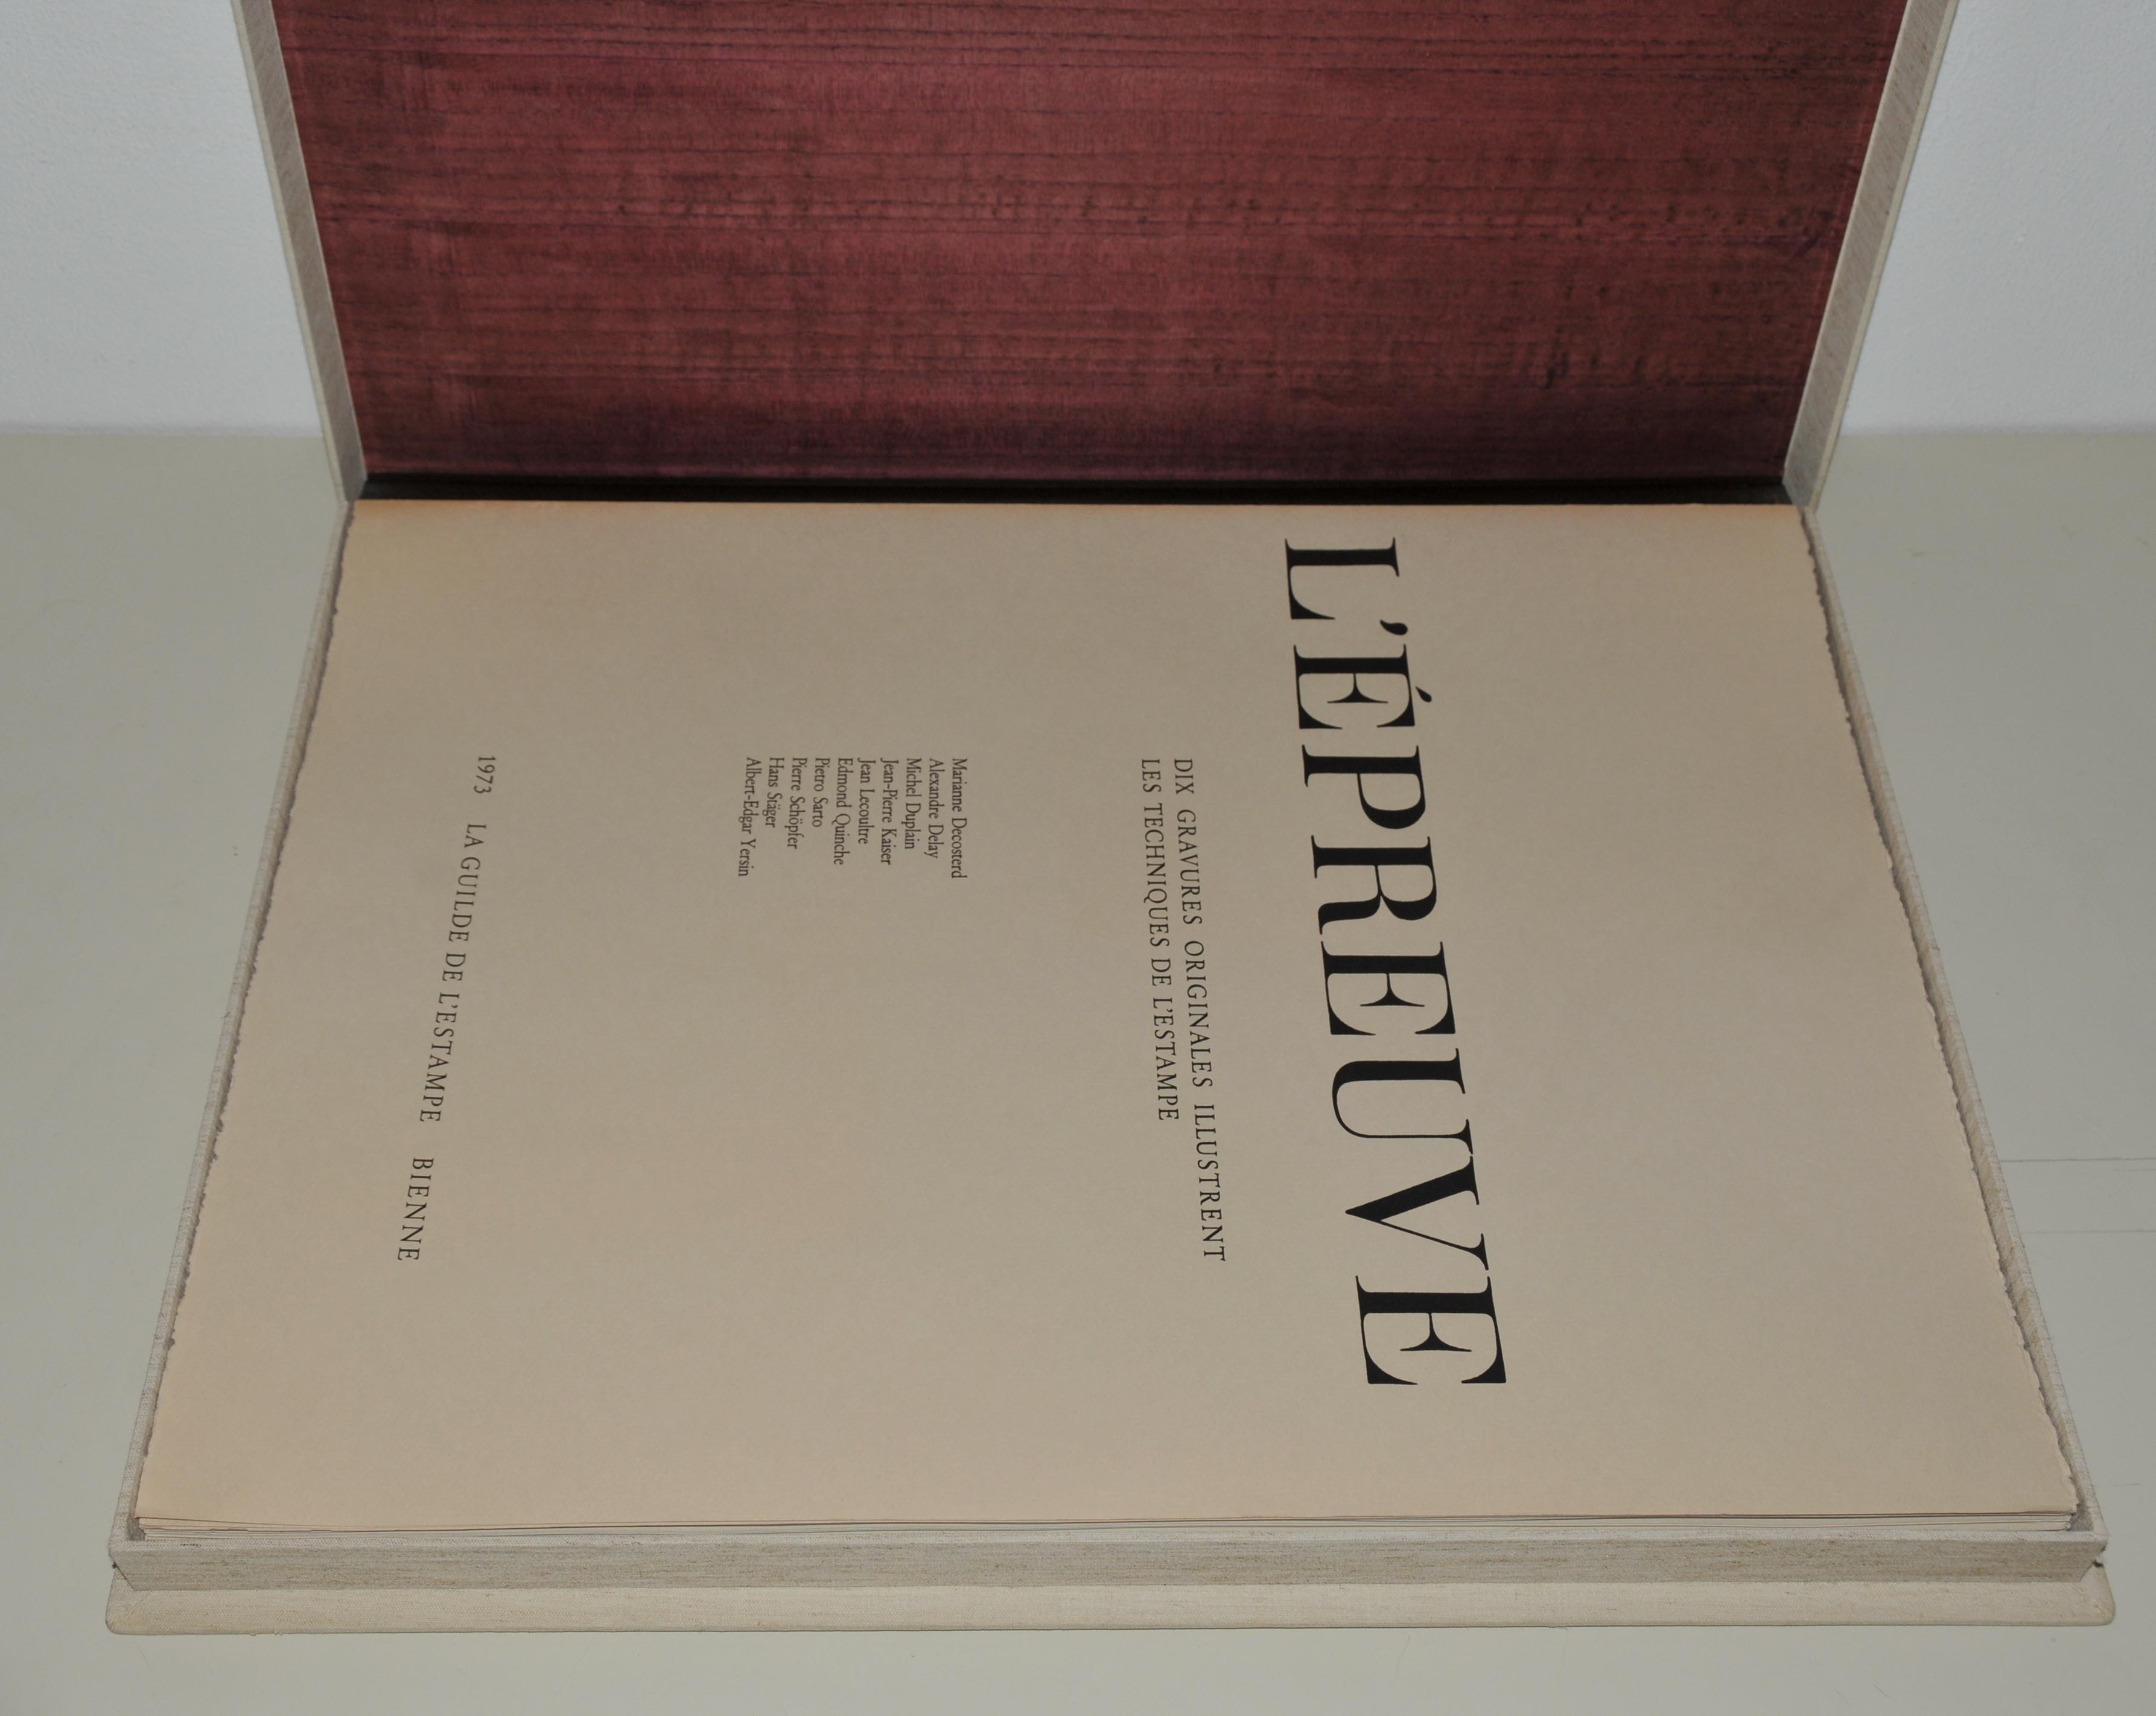 L'ÉPREUVE
DIX GRAVURES ORIGINALES ILLUSTRENT
LES TECHNIQUES DE L'ESTAMPE
Marianne Decosterd
Alexandre Delay
Michel Duplain
Jean-Pierre Kaiser
Jean Lecoultre
Edmond Quinche
Pietro Sarto
Pierre Schöpfer
Hans Stäger
Albert-Edgar Yersin
1973 LA GUILDE DE L'ESTAMPE BIENNE